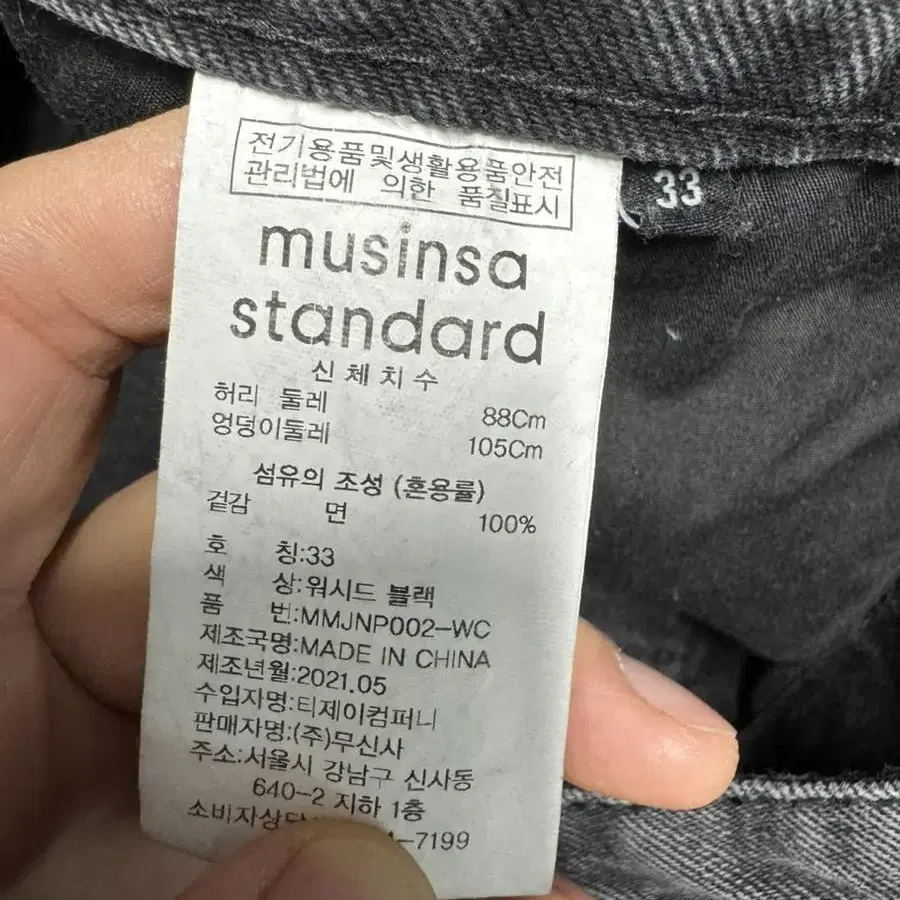 전기용품및생활용품안전
관리법에 의한 품질표시
33
musinsa
standard
신체치수
허리 둘레 88Cm
엉덩이둘레 105Cm
섬유의 조성 (혼용률)
겉감 면 100%
호 칭:33
색 상:워시드 블랙
품 번:MMJNP002-WC
제조국명:MADE IN CHINA
제조년월:2021.05
수입자명:티제이컴퍼니
판매자명:(주)무신사
주소:서울시 강남구 신사동
640-2 지하 1층
-7199